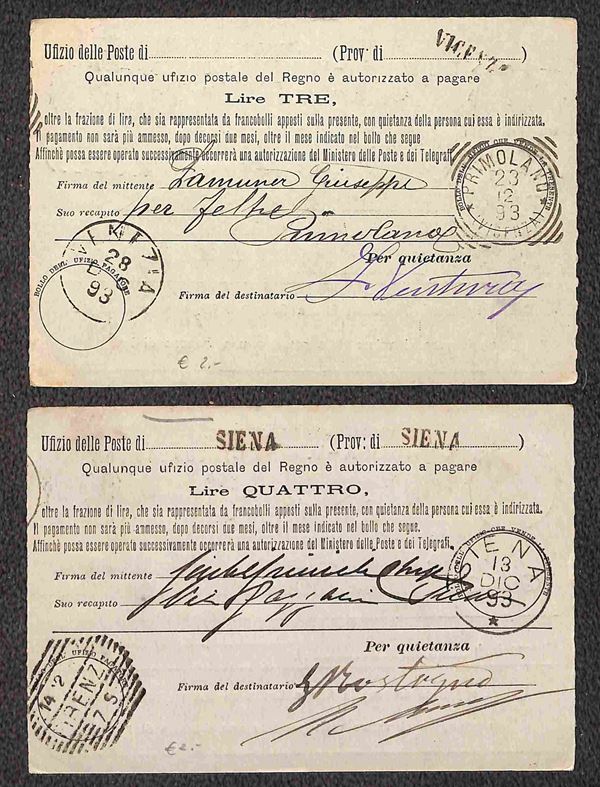 Ufizio delle Poste di (Prov: di VICENZA )
Qualunque ufizio postale del Regno è autorizzato a pagare
Lire TRE,
oltre la frazione di lira, che sia rappresentata da francobolli apposti sulla presente, con quietanza della persona cui essa è indirizzata.
Il pagamento non sarà più ammesso, dopo decorsi due mesi, oltre il mese indicato nel bollo che segue
Affinchè possa essere operato successivamente occorrerà una autorizzazione del Ministero delle Poste e dei Telegrafi
Firma del mittente Giuseppe
Suo recapito per Feltre
Primolano
PRIMOLANO
23
12
93
(VICENZA)
28
93
BOLLO DELL' UFIZIO PAGATORE
Per quietanza
Firma del destinatario Ventura
€ 2.-
Ufizio delle Poste di SIENA (Prov: di SIENA )
Qualunque ufizio postale del Regno è autorizzato a pagare
Lire QUATTRO,
oltre la frazione di lira, che sia rappresentata da francobolli apposti sulla presente, con quietanza della persona cui essa è indirizzata.
Il pagamento non sarà più ammesso, dopo decorsi due mesi, oltre il mese indicato nel bollo che segue.
Affinchè possa essere operato successivamente occorrerà una autorizzazione del Ministero delle Poste e dei Telegrafi
Firma del mittente
Suo recapito
SIENA
13
DIC
93
Per quietanza
Firma del destinatario
€ 2.-